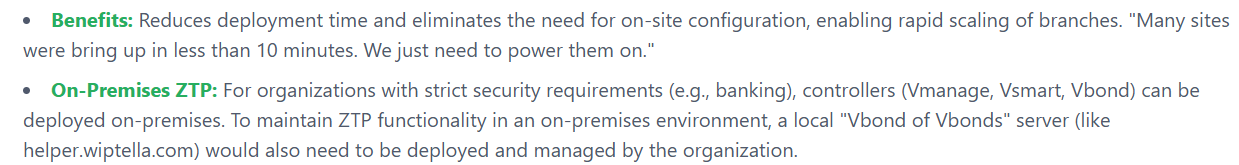 • Benefits: Reduces deployment time and eliminates the need for on-site configuration, enabling rapid scaling of branches. "Many sites
were bring up in less than 10 minutes. We just need to power them on."
• On-Premises ZTP: For organizations with strict security requirements (e.g., banking), controllers (Vmanage, Vsmart, Vbond) can be
deployed on-premises. To maintain ZTP functionality in an on-premises environment, a local "Vbond of Vbonds" server (like
helper.wiptella.com) would also need to be deployed and managed by the organization.